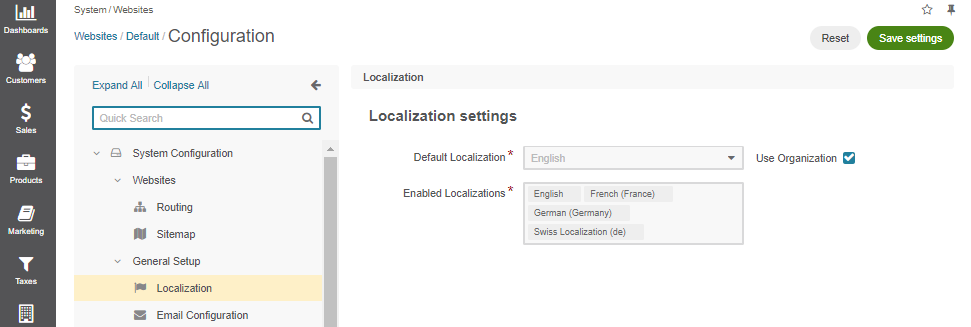 System / Websites
Websites / Default / Configuration
Reset
Save settings
Dashboards
Customers
Sales
Products
Marketing
Taxes
Expand All
Collapse All
Quick Search
System Configuration
Websites
Routing
Sitemap
General Setup
Localization
Email Configuration
Localization
Localization settings
Default Localization *
English
Use Organization
Enabled Localizations *
English French (France)
German (Germany)
Swiss Localization (de)